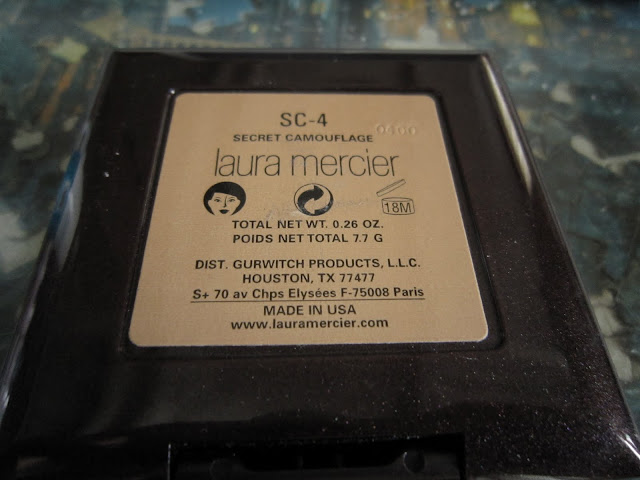 SC-4
SECRET CAMOUFLAGE
0400
laura mercier
18M
TOTAL NET WT. 0.26 OZ.
POIDS NET TOTAL 7.7 G
DIST. GURWITCH PRODUCTS, L.L.C.
HOUSTON, TX 77477
S+ 70 av Chps Elysées F-75008 Paris
MADE IN USA
www.lauramercier.com